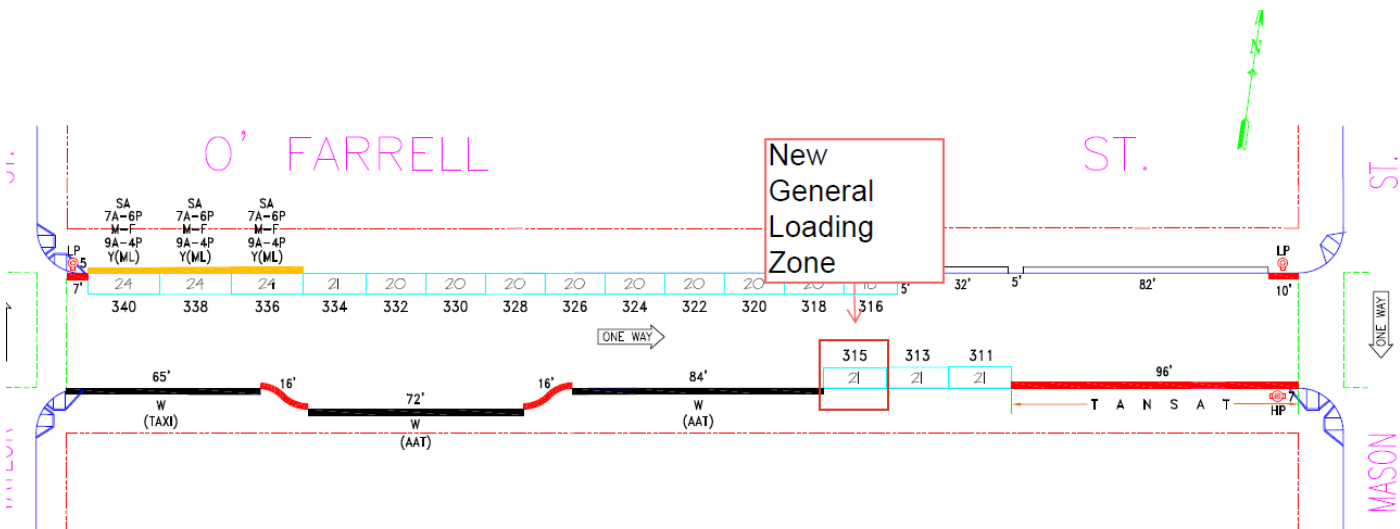 N
O' FARRELL
ST.
ST.
ST.
New
General
Loading
Zone
SA
7A-6P
M-F
9A-4P
Y(ML)
SA
7A-6P
M-F
9A-4P
Y(ML)
SA
7A-6P
M-F
9A-4P
Y(ML)
LP
5
7'
LP
10'
24 24 24 21 20 20 20 20 20 20 20
5' 32' 5' 82'
340 338 336 334 332 330 328 326 324 322 320 318 316
ONE WAY
ONE WAY
315 313 311
21 21 21
65'
16'
72'
16'
84'
96'
W
(TAXI)
W
(AAT)
W
(AAT)
T A N S A T
7
HP
MASON